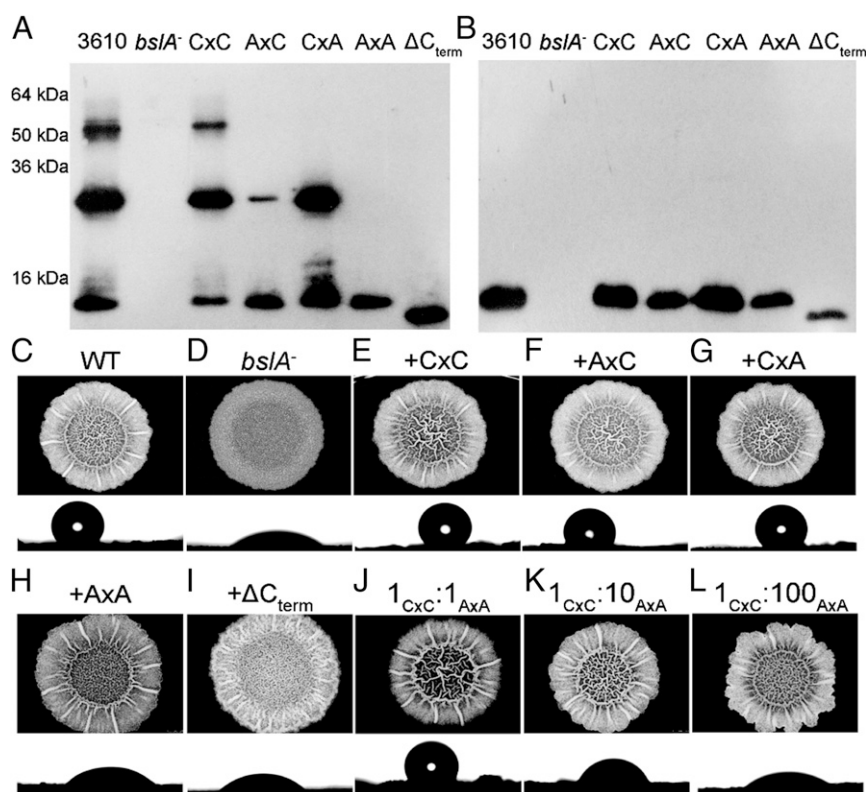 A B
3610 bslA- CxC AxC CxA AxA ΔCterm 3610 bslA- CxC AxC CxA AxA ΔCterm
64 kDa
50 kDa
36 kDa
16 kDa
C D E F G
WT bslA- +CxC +AxC +CxA
H I J K L
+AxA +ΔCterm 1CxC:1AxA 1CxC:10AxA 1CxC:100AxA